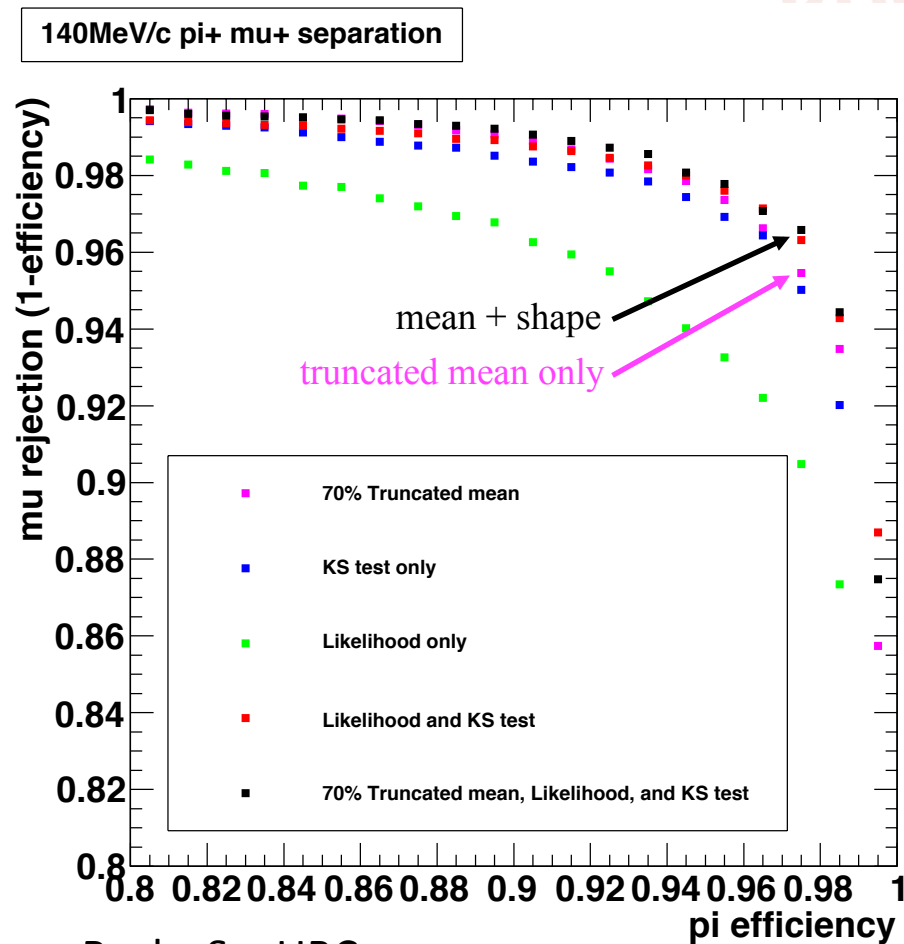 140MeV/c pi+ mu+ separation
mu rejection (1-efficiency)
1
0.98
0.96
0.94
0.92
0.9
0.88
0.86
0.84
0.82
0.8
mean + shape
truncated mean only
70% Truncated mean
KS test only
Likelihood only
Likelihood and KS test
70% Truncated mean, Likelihood, and KS test
0.8 0.82 0.84 0.86 0.88 0.9 0.92 0.94 0.96 0.98 1
pi efficiency